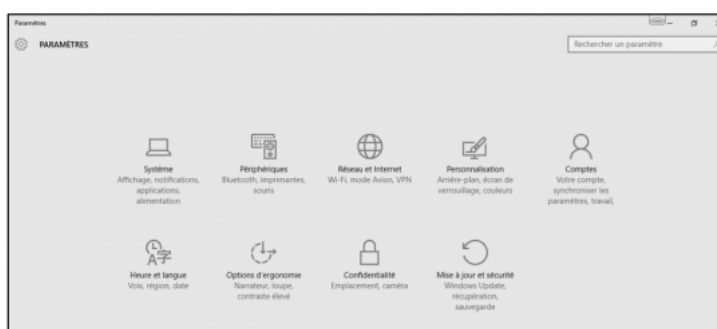 Paramètres
PARAMÈTRES
Rechercher un paramètre
Système
Affichage, notifications,
applications,
alimentation
Périphériques
Bluetooth, imprimantes,
souris
Réseau et Internet
Wi-Fi, mode Avion, VPN
Personnalisation
Arrière-plan, écran de
verrouillage, couleurs
Comptes
Votre compte,
synchroniser les
paramètres, travail,
Heure et langue
Voix, région, date
Options d'ergonomie
Narrateur, loupe,
contraste élevé
Confidentialité
Emplacement, caméra
Mise à jour et sécurité
Windows Update,
récupération,
sauvegarde